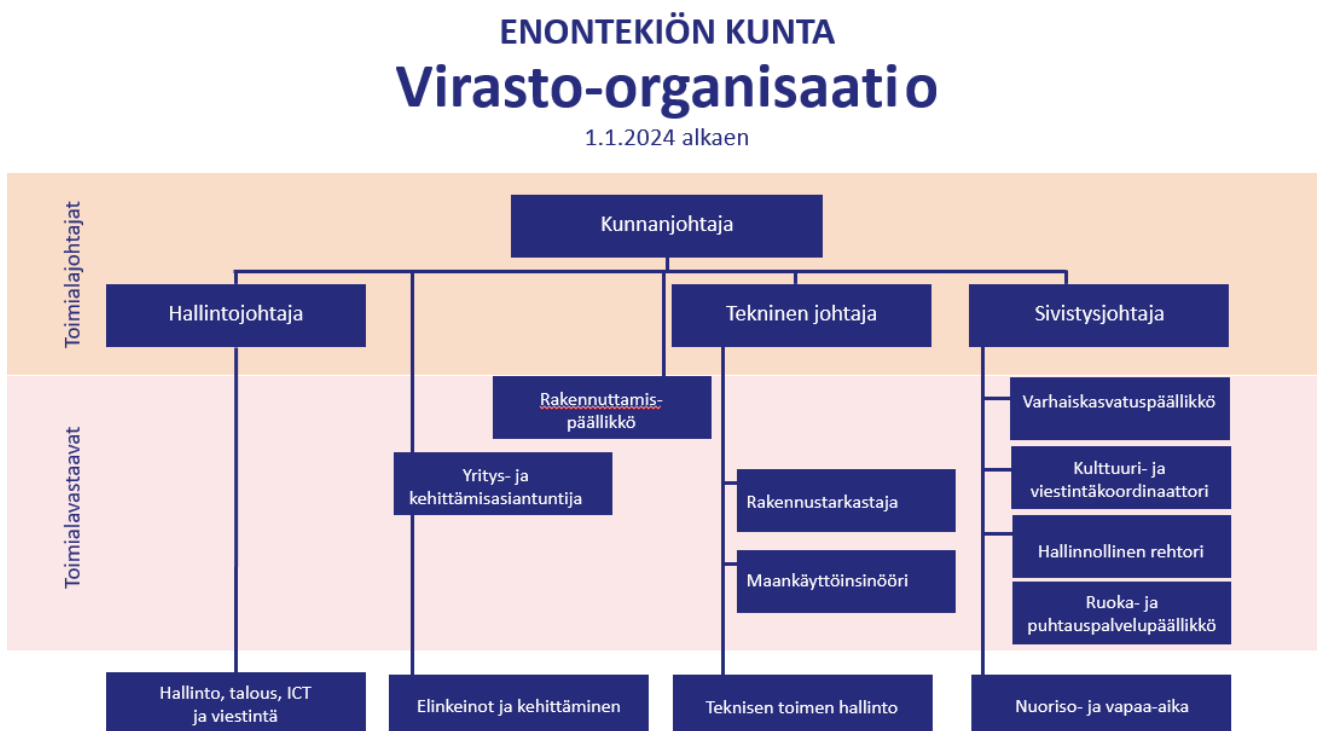 ENONTEKIÖN KUNTA
Virasto-organisaatio
1.1.2024 alkaen
Toimialajohtajat
Kunnanjohtaja
Hallintojohtaja
Tekninen johtaja
Sivistysjohtaja
Toimialavastaavat
Rakennuttamis-
päällikkö
Yritys- ja
kehittämisasiantuntija
Rakennustarkastaja
Maankäyttöinsinööri
Varhaiskasvatuspäällikkö
Kulttuuri- ja
viestintäkoordinaattori
Hallinnollinen rehtori
Ruoka- ja
puhtauspalvelupäällikkö
Hallinto, talous, ICT
ja viestintä
Elinkeinot ja kehittäminen
Teknisen toimen hallinto
Nuoriso- ja vapaa-aika